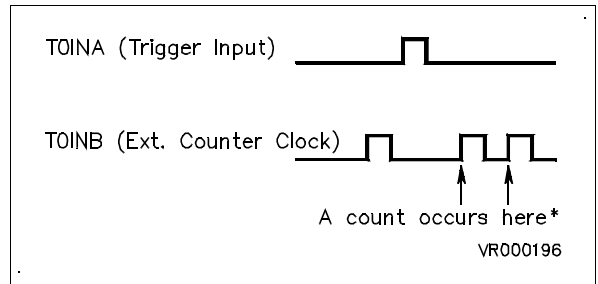 T0INA (Trigger Input)
T0INB (Ext. Counter Clock)
A count occurs here*
VR000196